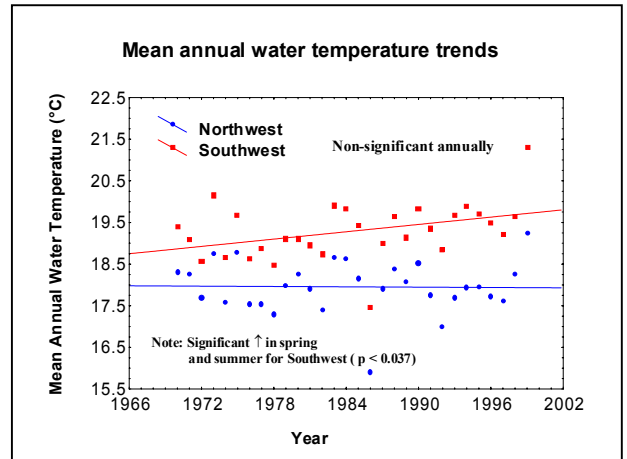 Mean annual water temperature trends
Mean Annual Water Temperature (°C)
22.5
21.5
20.5
19.5
18.5
17.5
16.5
15.5
Northwest
Southwest
Non-significant annually
Note: Significant ↑ in spring
and summer for Southwest ( p < 0.037)
1966 1972 1978 1984 1990 1996 2002
Year